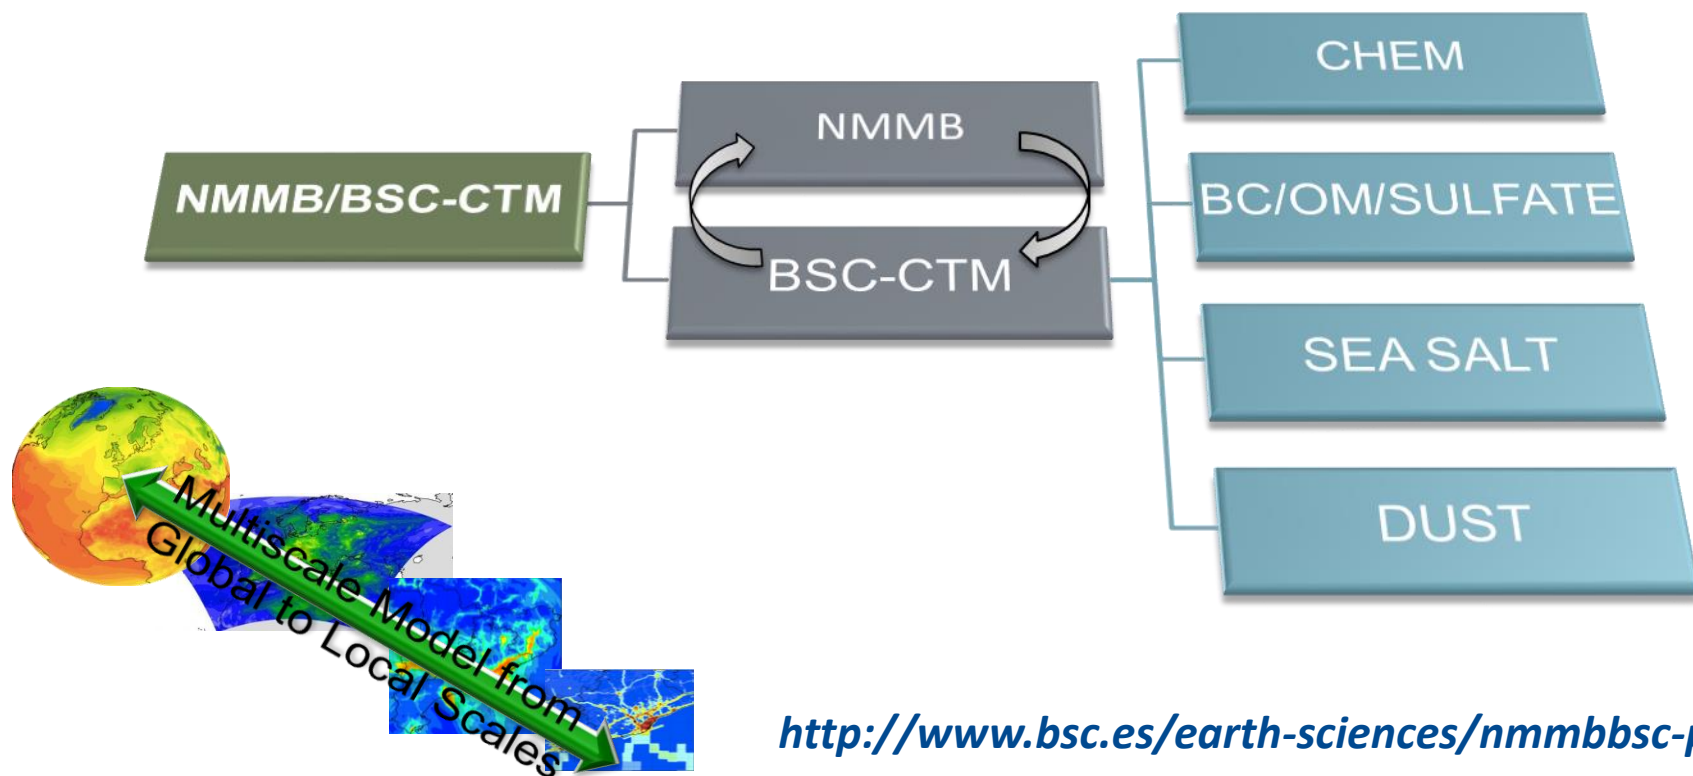 NMMB/BSC-CTM
NMMB
BSC-CTM
CHEM
BC/OM/SULFATE
SEA SALT
DUST
Multiscale Model from
Global to Local Scales
http://www.bsc.es/earth-sciences/nmmbbsc-p